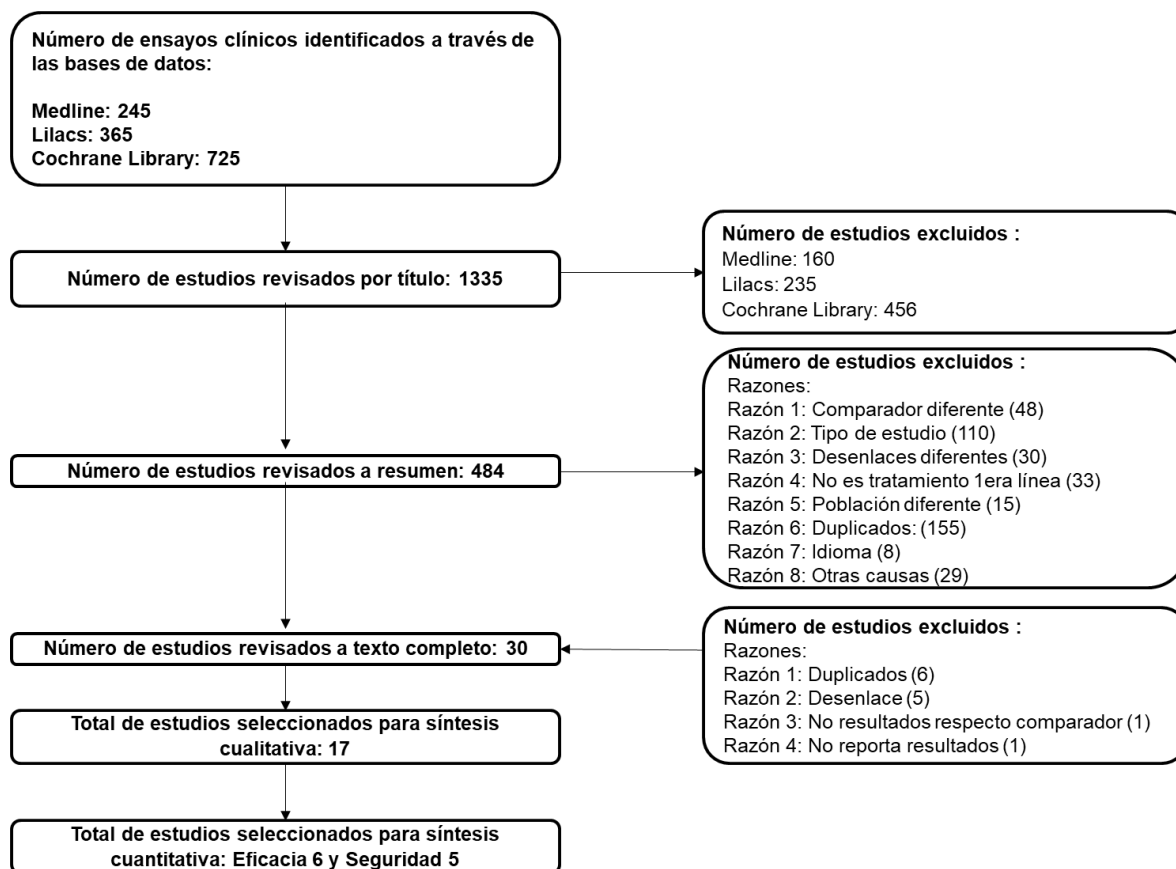 Número de ensayos clínicos identificados a través de
las bases de datos:
Medline: 245
Lilacs: 365
Cochrane Library: 725
Número de estudios revisados por título: 1335
Número de estudios excluidos :
Medline: 160
Lilacs: 235
Cochrane Library: 456
Número de estudios revisados a resumen: 484
Número de estudios excluidos :
Razones:
Razón 1: Comparador diferente (48)
Razón 2: Tipo de estudio (110)
Razón 3: Desenlaces diferentes (30)
Razón 4: No es tratamiento 1era línea (33)
Razón 5: Población diferente (15)
Razón 6: Duplicados: (155)
Razón 7: Idioma (8)
Razón 8: Otras causas (29)
Número de estudios revisados a texto completo: 30
Número de estudios excluidos :
Razones:
Razón 1: Duplicados (6)
Razón 2: Desenlace (5)
Razón 3: No resultados respecto comparador (1)
Razón 4: No reporta resultados (1)
Total de estudios seleccionados para síntesis
cualitativa: 17
Total de estudios seleccionados para síntesis
cuantitativa: Eficacia 6 y Seguridad 5